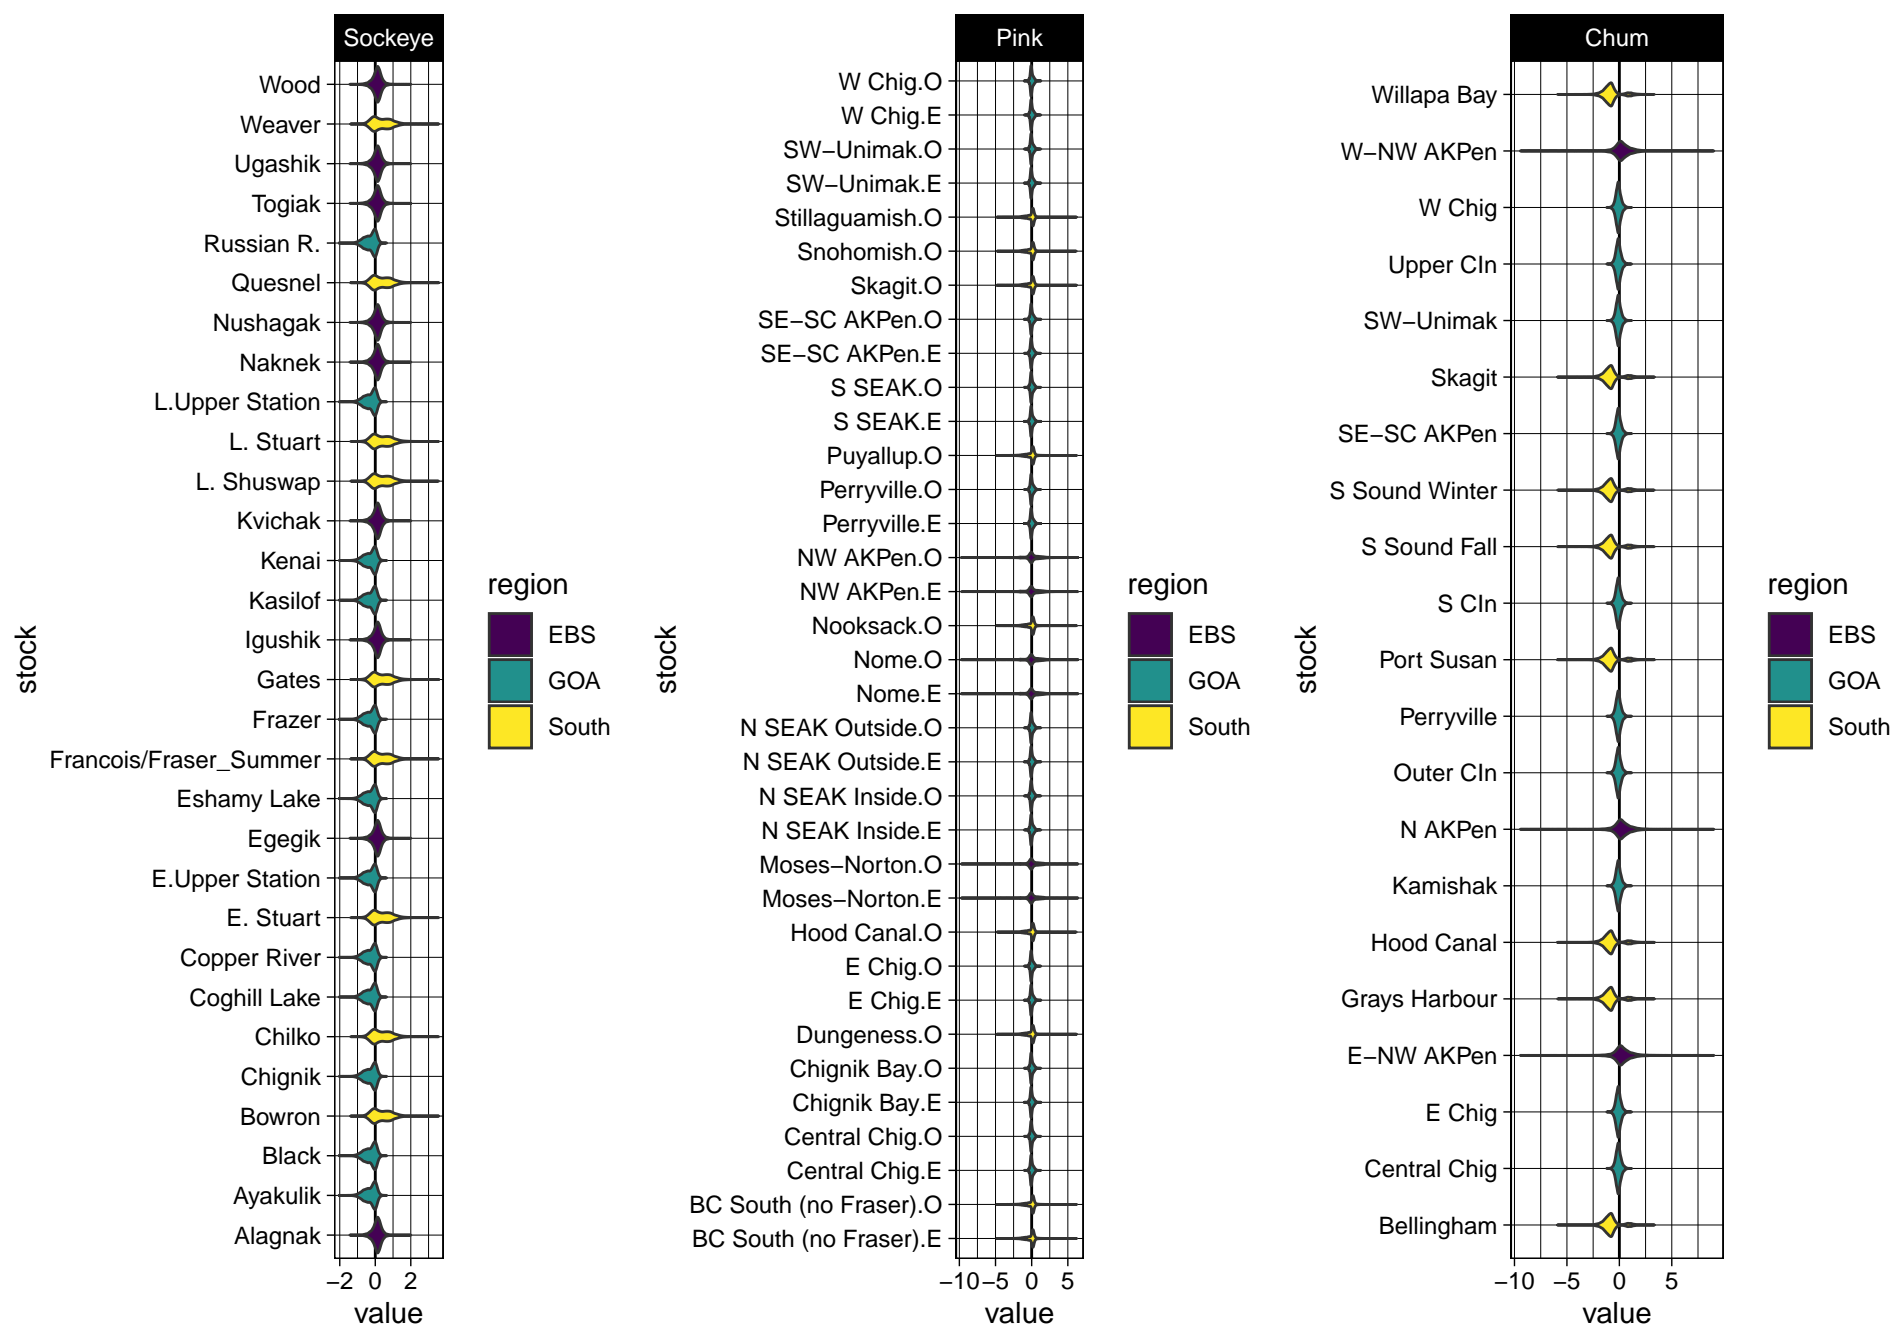 Sockeye
Wood
Weaver
Ugashik
Togiak
Russian R.
Quesnel
Nushagak
Naknek
L.Upper Station
L. Stuart
L. Shuswap
Kvichak
Kenai
Kasilof
Igushik
Gates
Frazer
Francois/Fraser_Summer
Eshamy Lake
Egegik
E.Upper Station
E. Stuart
Copper River
Coghill Lake
Chilko
Chignik
Bowron
Black
Ayakulik
Alagnak
−2 0 2
value
stock
region
EBS
GOA
South
Pink
W Chig.O
W Chig.E
SW−Unimak.O
SW−Unimak.E
Stillaguamish.O
Snohomish.O
Skagit.O
SE−SC AKPen.O
SE−SC AKPen.E
S SEAK.O
S SEAK.E
Puyallup.O
Perryville.O
Perryville.E
NW AKPen.O
NW AKPen.E
Nooksack.O
Nome.O
Nome.E
N SEAK Outside.O
N SEAK Outside.E
N SEAK Inside.O
N SEAK Inside.E
Moses−Norton.O
Moses−Norton.E
Hood Canal.O
E Chig.O
E Chig.E
Dungeness.O
Chignik Bay.O
Chignik Bay.E
Central Chig.O
Central Chig.E
BC South (no Fraser).O
BC South (no Fraser).E
−10 −5 0 5
value
stock
region
EBS
GOA
South
Chum
Willapa Bay
W−NW AKPen
W Chig
Upper CIn
SW−Unimak
Skagit
SE−SC AKPen
S Sound Winter
S Sound Fall
S CIn
Port Susan
Perryville
Outer CIn
N AKPen
Kamishak
Hood Canal
Grays Harbour
E−NW AKPen
E Chig
Central Chig
Bellingham
−10 −5 0 5
value
stock
region
EBS
GOA
South